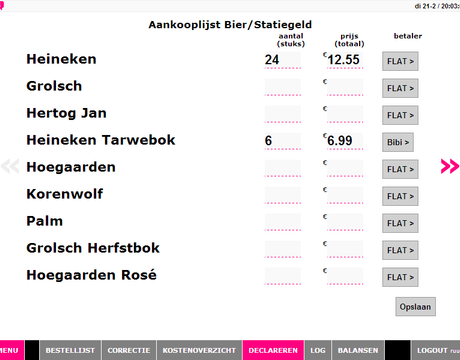 di 21-2 / 20:03:
Aankooplijst Bier/Statiegeld
aantal (stuks) prijs (totaal) betaler
Heineken 24 € 12.55 FLAT >
Grolsch € FLAT >
Hertog Jan € FLAT >
Heineken Tarwebok 6 € 6.99 Bibi >
« Hoegaarden € FLAT > »
Korenwolf € FLAT >
Palm € FLAT >
Grolsch Herfstbok € FLAT >
Hoegaarden Rosé € FLAT >
Opslaan
MENU BESTELLIJST CORRECTIE KOSTENOVERZICHT DECLAREREN LOG BALANSEN LOGOUT